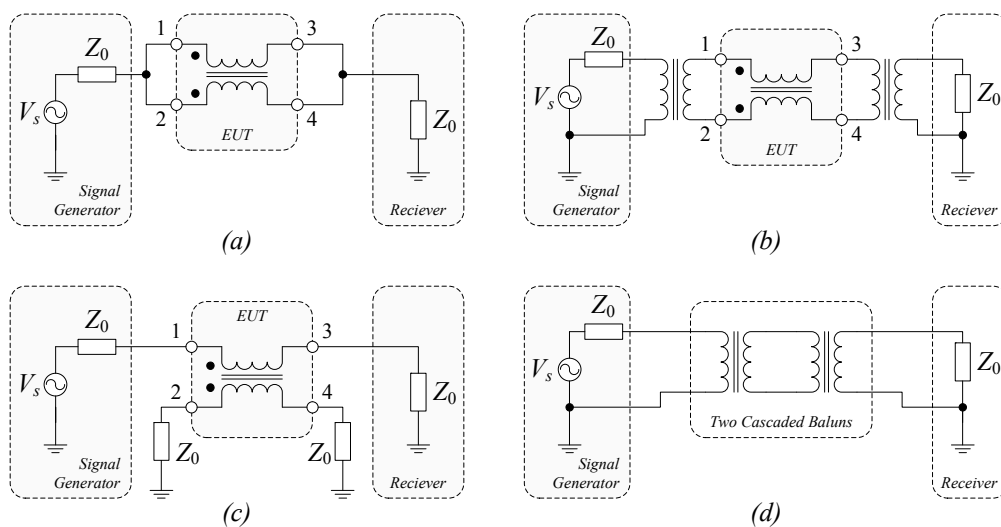 Z0
1
3
Vs
2
4
EUT
Z0
Signal
Generator
Reciever
(a)
Z0
1
3
Vs
2
4
Z0
EUT
Signal
Generator
Reciever
(b)
EUT
Z0
1
3
Vs
2
4
Z0
Z0
Z0
Signal
Generator
Reciever
(c)
Z0
Vs
Z0
Two Cascaded Baluns
Signal
Generator
Receiver
(d)